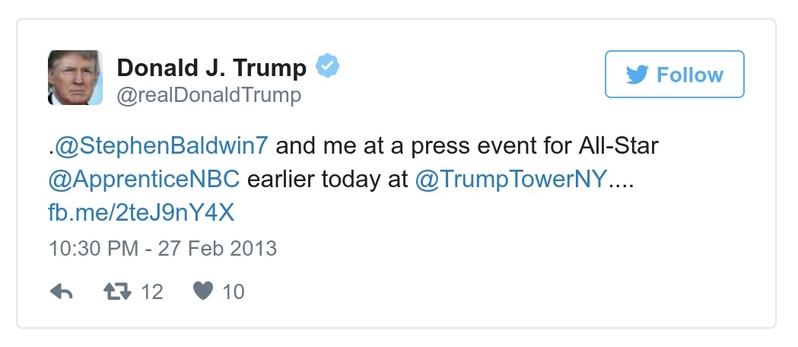 Donald J. Trump
@realDonaldTrump
Follow
.@StephenBaldwin7 and me at a press event for All-Star
@ApprenticeNBC earlier today at @TrumpTowerNY....
fb.me/2teJ9nY4X
10:30 PM - 27 Feb 2013
12 10